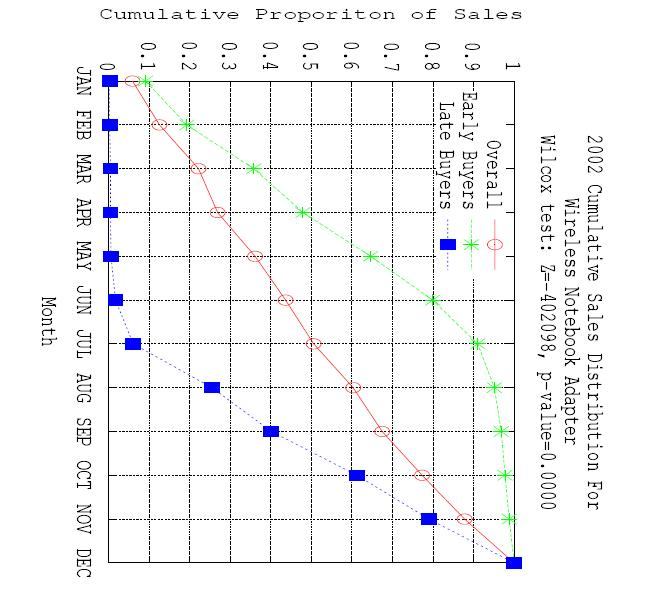 2002 Cumulative Sales Distribution For
Wireless Notebook Adapter
Wilcox test: Z=-402098, p-value=0.0000
Cumulative Proporiton of Sales
1
0.9
0.8
0.7
0.6
0.5
0.4
0.3
0.2
0.1
0
Overall
Early Buyers
Late Buyers
JAN FEB MAR APR MAY JUN JUL AUG SEP OCT NOV DEC
Month